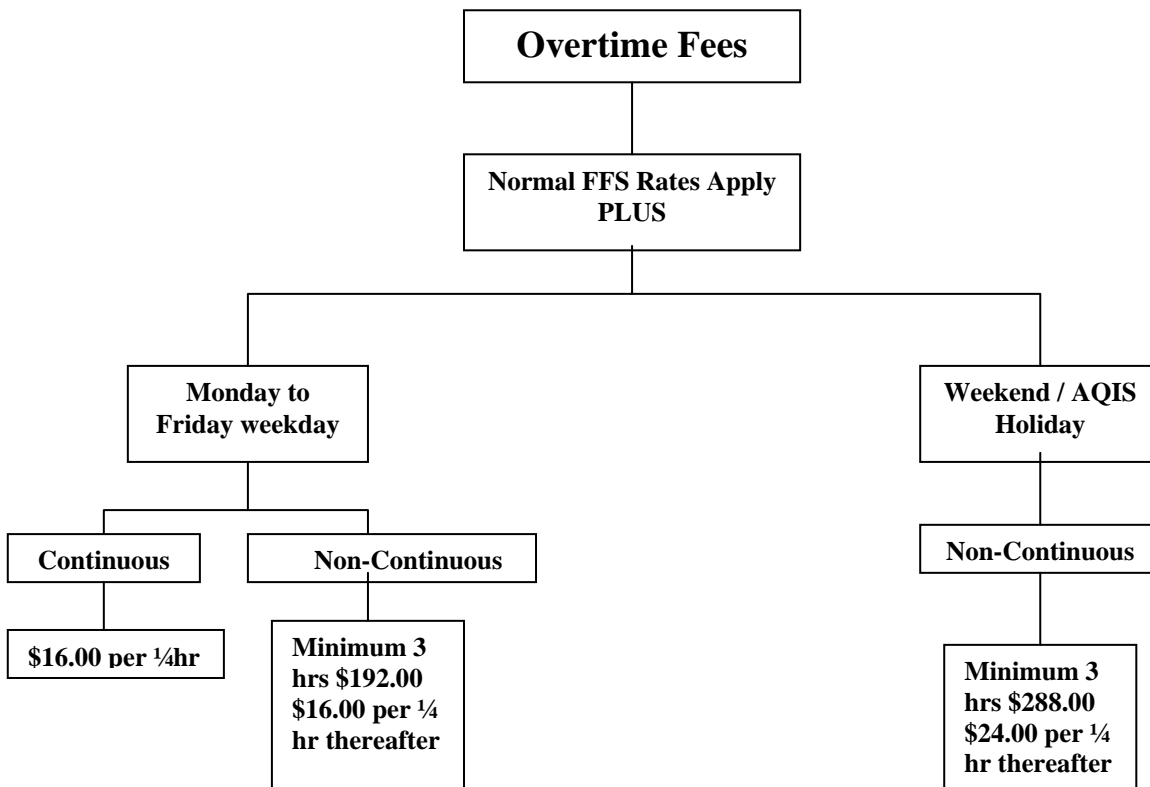 Overtime Fees
Normal FFS Rates Apply
PLUS
Monday to
Friday weekday
Weekend / AQIS
Holiday
Continuous
Non-Continuous
Non-Continuous
$16.00 per ¼hr
Minimum 3
hrs $192.00
$16.00 per ¼
hr thereafter
Minimum 3
hrs $288.00
$24.00 per ¼
hr thereafter